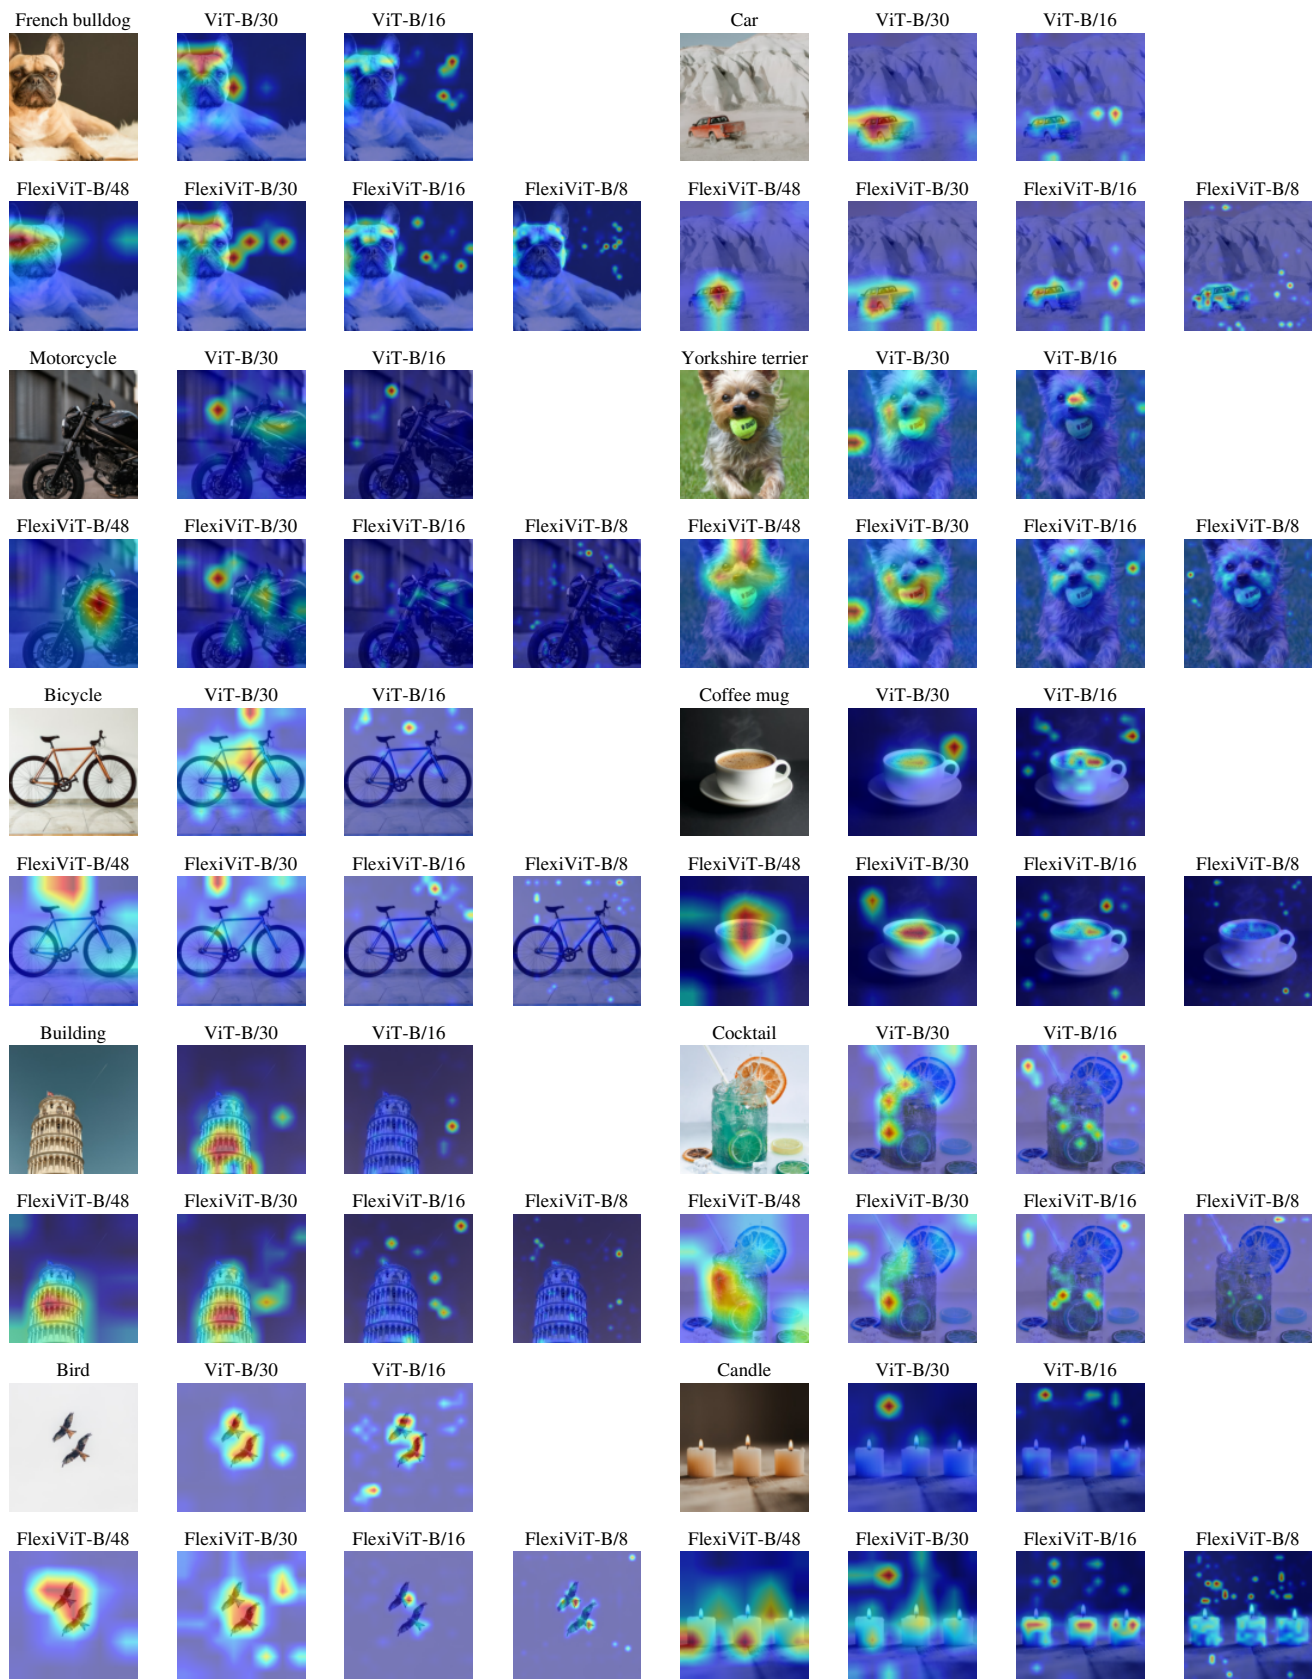 French bulldog ViT-B/30 ViT-B/16 Car ViT-B/30 ViT-B/16
FlexiViT-B/48 FlexiViT-B/30 FlexiViT-B/16 FlexiViT-B/8 FlexiViT-B/48 FlexiViT-B/30 FlexiViT-B/16 FlexiViT-B/8
Motorcycle ViT-B/30 ViT-B/16 Yorkshire terrier ViT-B/30 ViT-B/16
FlexiViT-B/48 FlexiViT-B/30 FlexiViT-B/16 FlexiViT-B/8 FlexiViT-B/48 FlexiViT-B/30 FlexiViT-B/16 FlexiViT-B/8
Bicycle ViT-B/30 ViT-B/16 Coffee mug ViT-B/30 ViT-B/16
FlexiViT-B/48 FlexiViT-B/30 FlexiViT-B/16 FlexiViT-B/8 FlexiViT-B/48 FlexiViT-B/30 FlexiViT-B/16 FlexiViT-B/8
Building ViT-B/30 ViT-B/16 Cocktail ViT-B/30 ViT-B/16
FlexiViT-B/48 FlexiViT-B/30 FlexiViT-B/16 FlexiViT-B/8 FlexiViT-B/48 FlexiViT-B/30 FlexiViT-B/16 FlexiViT-B/8
Bird ViT-B/30 ViT-B/16 Candle ViT-B/30 ViT-B/16
FlexiViT-B/48 FlexiViT-B/30 FlexiViT-B/16 FlexiViT-B/8 FlexiViT-B/48 FlexiViT-B/30 FlexiViT-B/16 FlexiViT-B/8